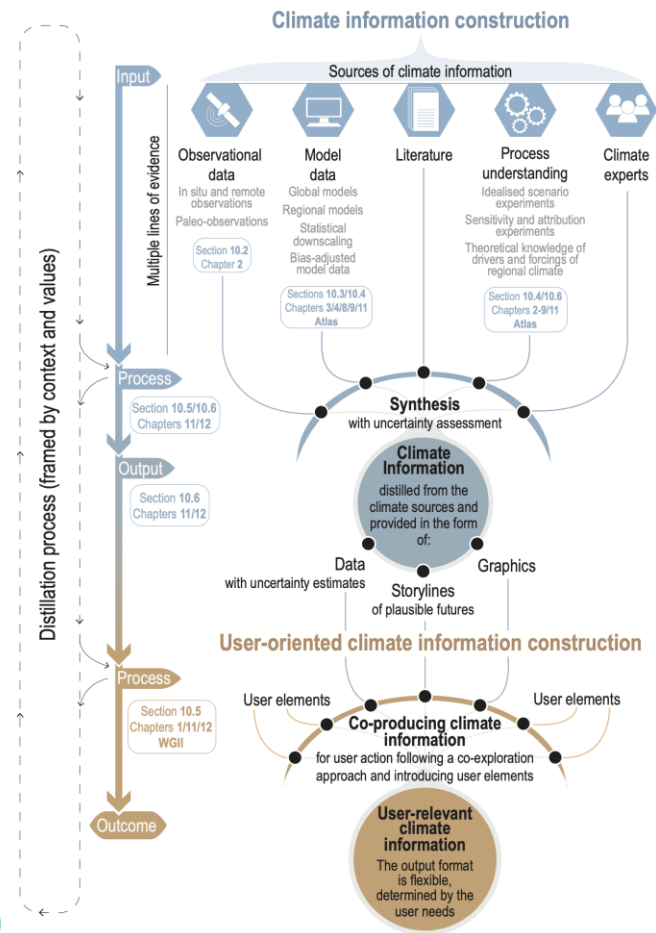 Climate information construction
Sources of climate information
Input
Multiple lines of evidence
Distillation process (framed by context and values)
Observational
data
In situ and remote
observations
Paleo-observations
Section 10.2
Chapter 2
Model
data
Global models
Regional models
Statistical
downscaling
Bias-adjusted
model data
Sections 10.3/10.4
Chapters 3/4/8/9/11
Atlas
Literature
Process
understanding
Idealised scenario
experiments
Sensitivity and attribution
experiments
Theoretical knowledge of
drivers and forcings of
regional climate
Sections 10.4/10.6
Chapters 2-9/11
Atlas
Climate
experts
Process
Section 10.5/10.6
Chapters 11/12
Synthesis
with uncertainty assessment
Output
Section 10.6
Chapters 11/12
Climate
Information
distilled from the
climate sources and
provided in the form
of:
Data
with uncertainty estimates
Storylines
of plausible futures
Graphics
User-oriented climate information construction
Process
Section 10.5
Chapters 1/11/12
WGII
User elements
User elements
Co-producing climate
information
for user action following a co-exploration
approach and introducing user elements
Outcome
User-relevant
climate
information
The output format
is flexible,
determined by the
user needs